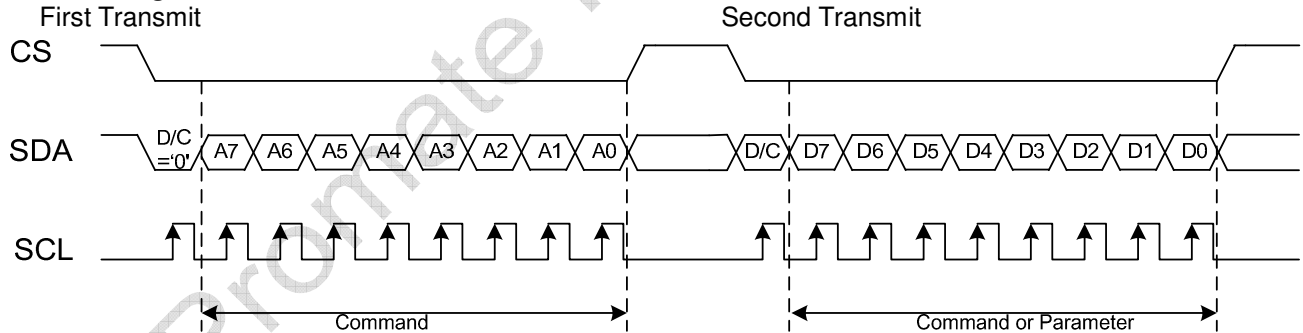 First Transmit Second Transmit
CS
D/C
='0'
SDA A7 A6 A5 A4 A3 A2 A1 A0 D/C D7 D6 D5 D4 D3 D2 D1 D0
SCL
Command Command or Parameter
Promate